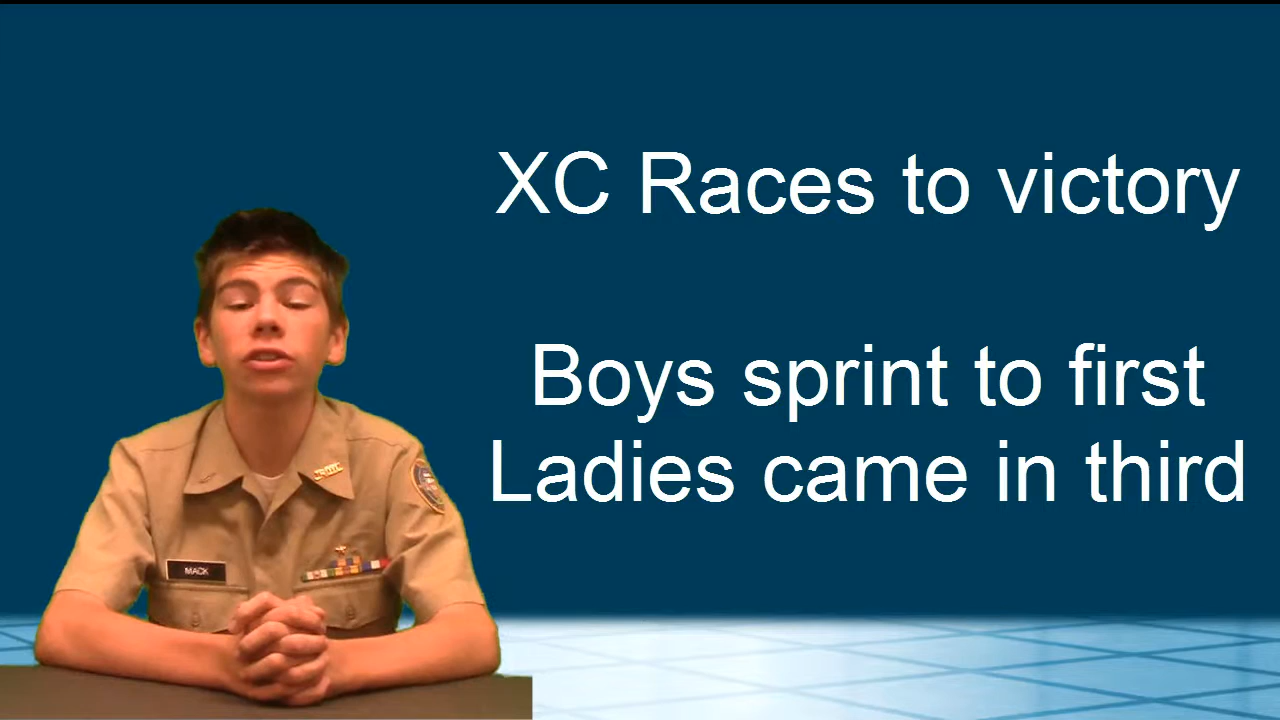 XC Races to victory
Boys sprint to first
Ladies came in third
MACK